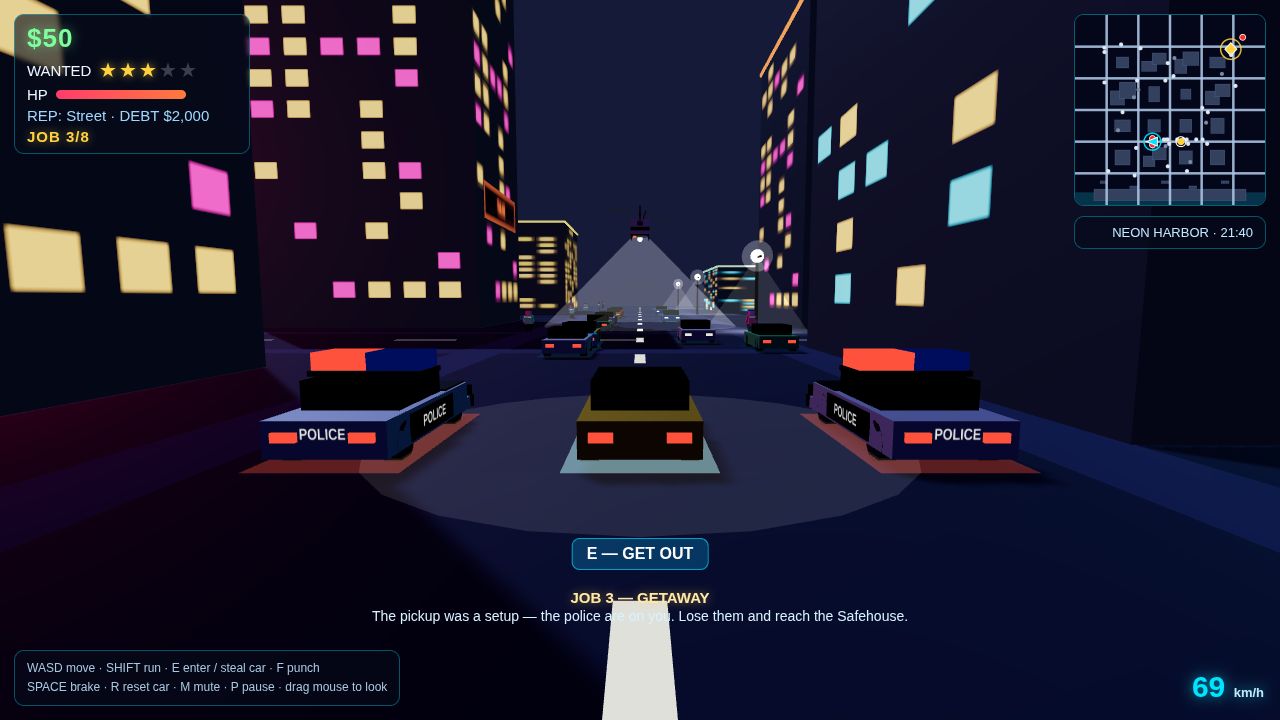 $50
WANTED ★★★★★
HP
REP: Street · DEBT $2,000
JOB 3/8
NEON HARBOR · 21:40
POLICE
POLICE
POLICE
POLICE
E — GET OUT
JOB 3 — GETAWAY
The pickup was a setup — the police are on you. Lose them and reach the Safehouse.
WASD move · SHIFT run · E enter / steal car · F punch
SPACE brake · R reset car · M mute · P pause · drag mouse to look
69 km/h